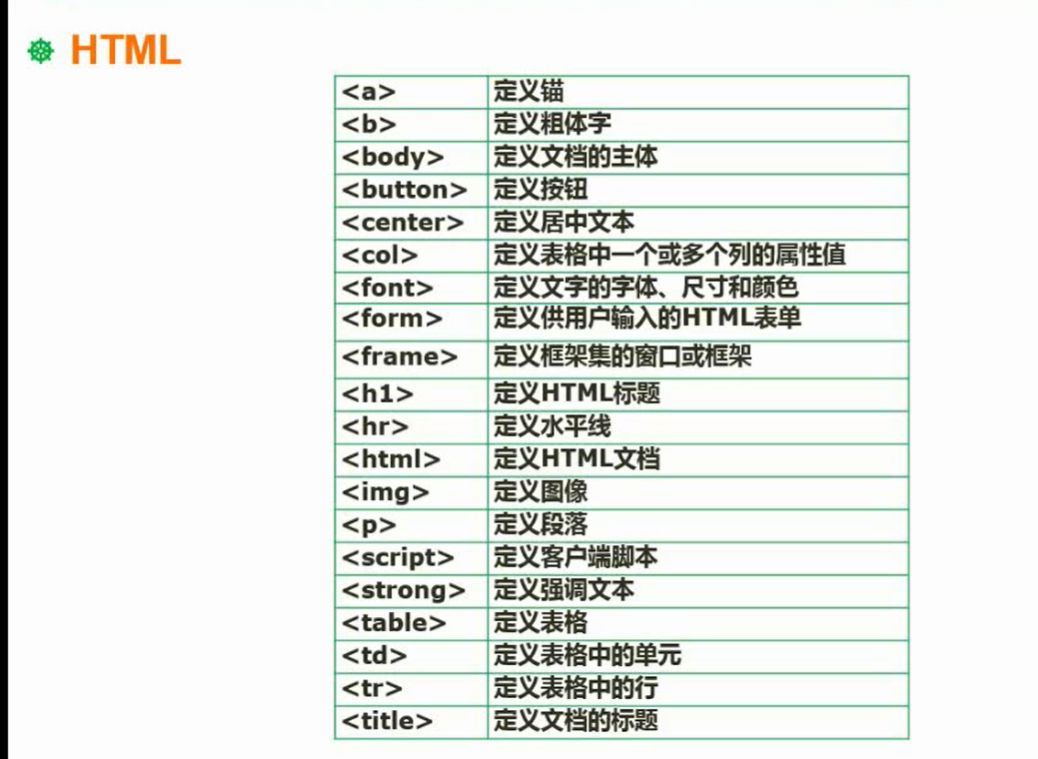 HTML
<a> 定义锚
<b> 定义粗体字
<body> 定义文档的主体
<button> 定义按钮
<center> 定义居中文本
<col> 定义表格中一个或多个列的属性值
<font> 定义文字的字体、尺寸和颜色
<form> 定义供用户输入的HTML表单
<frame> 定义框架集的窗口或框架
<h1> 定义HTML标题
<hr> 定义水平线
<html> 定义HTML文档
<img> 定义图像
<p> 定义段落
<script> 定义客户端脚本
<strong> 定义强调文本
<table> 定义表格
<td> 定义表格中的单元
<tr> 定义表格中的行
<title> 定义文档的标题